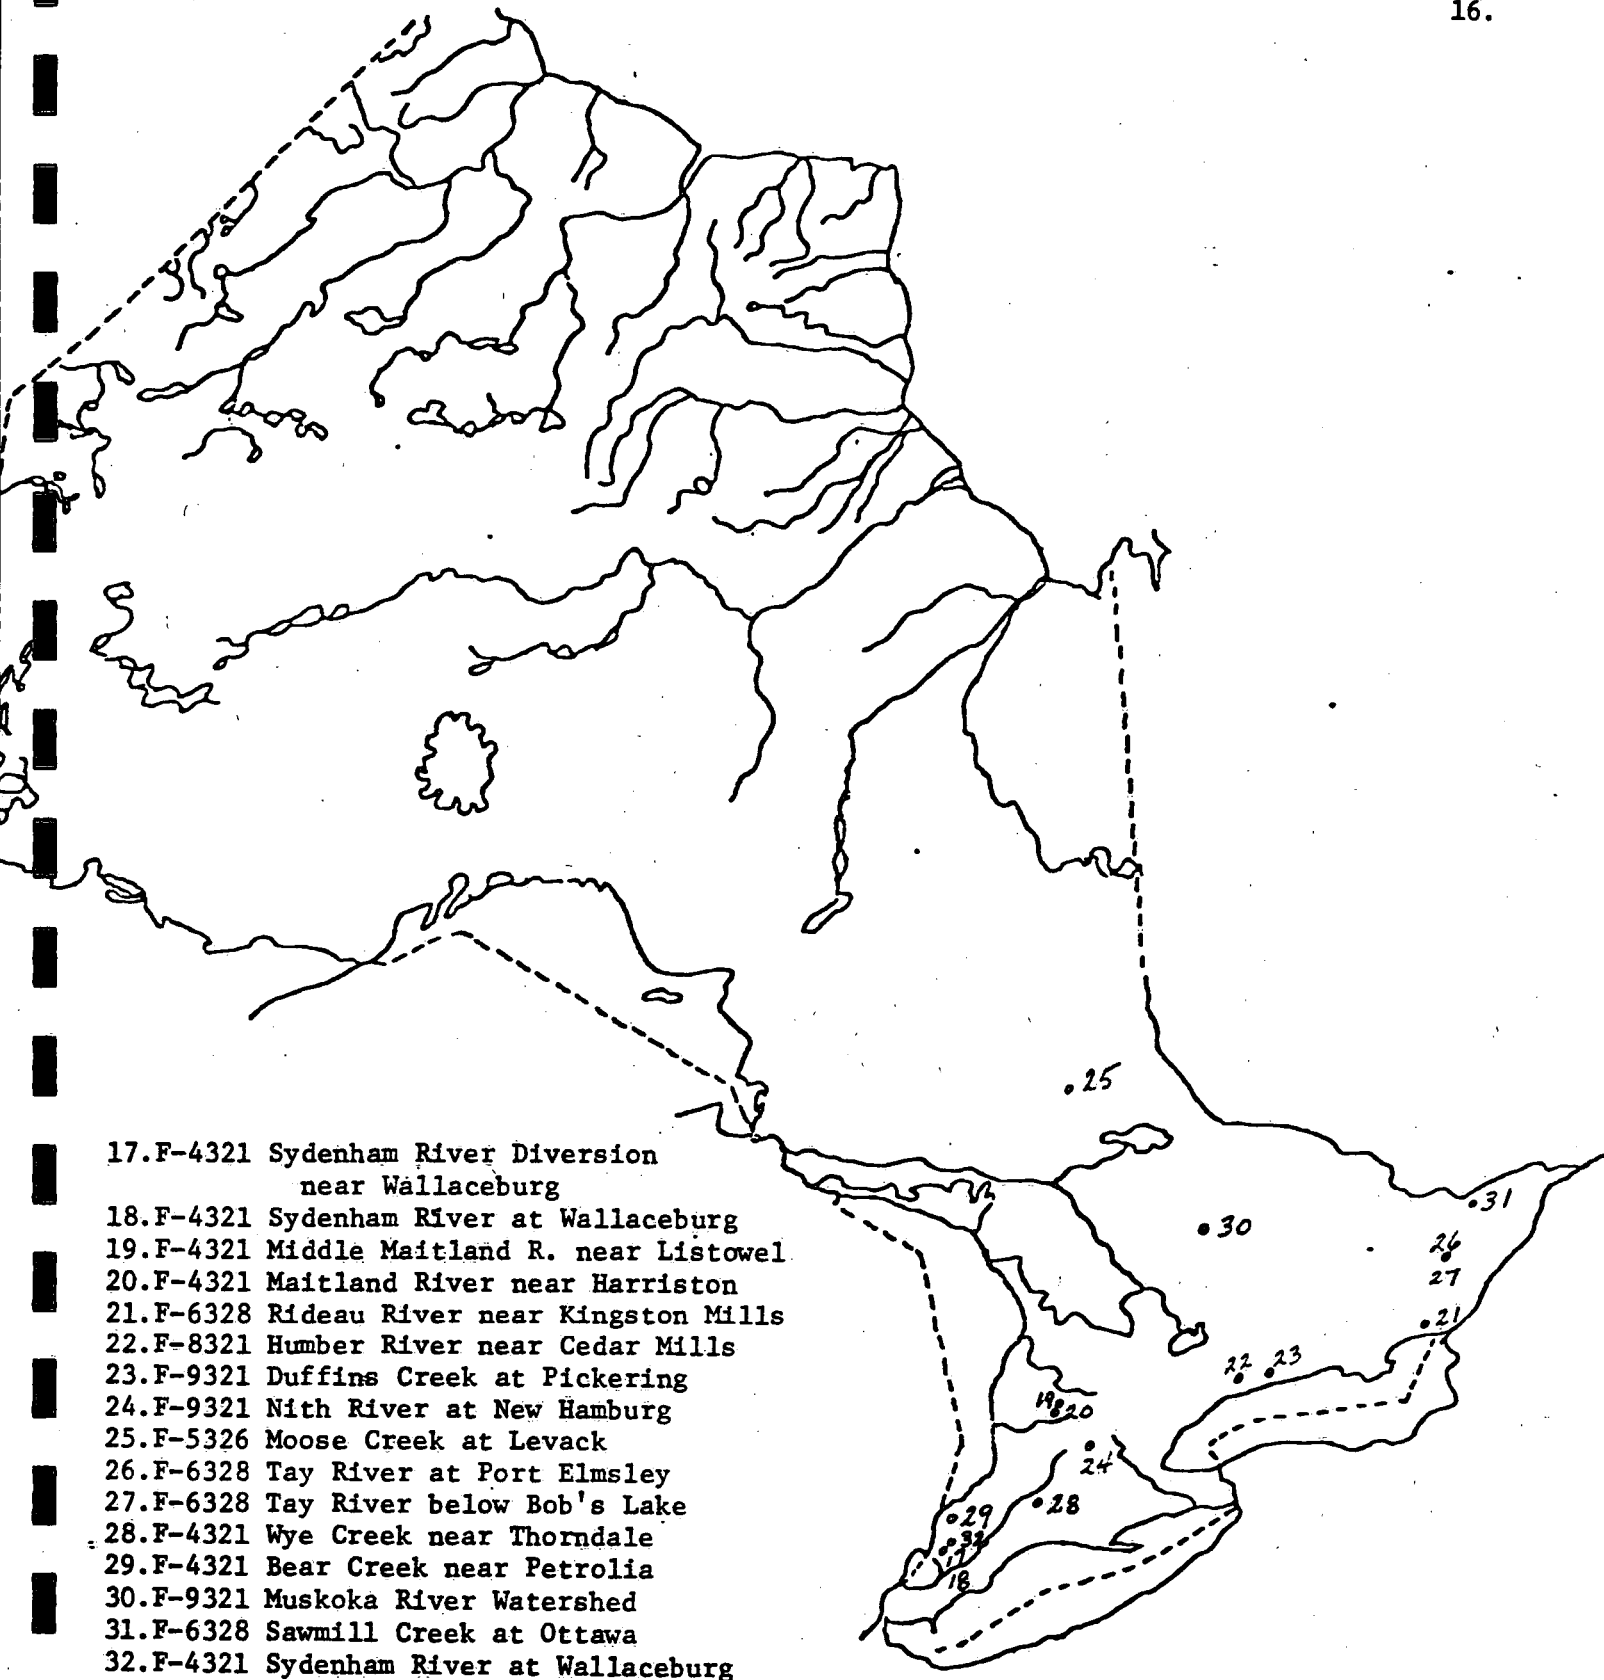 16.
25
31
30
26
27
21
22 23
19 & 20
24
28
29
32
17
18
17.F-4321 Sydenham River Diversion
near Wallaceburg
18.F-4321 Sydenham River at Wallaceburg
19.F-4321 Middle Maitland R. near Listowel
20.F-4321 Maitland River near Harriston
21.F-6328 Rideau River near Kingston Mills
22.F-8321 Humber River near Cedar Mills
23.F-9321 Duffins Creek at Pickering
24.F-9321 Nith River at New Hamburg
25.F-5326 Moose Creek at Levack
26.F-6328 Tay River at Port Elmsley
27.F-6328 Tay River below Bob's Lake
28.F-4321 Wye Creek near Thorndale
29.F-4321 Bear Creek near Petrolia
30.F-9321 Muskoka River Watershed
31.F-6328 Sawmill Creek at Ottawa
32.F-4321 Sydenham River at Wallaceburg